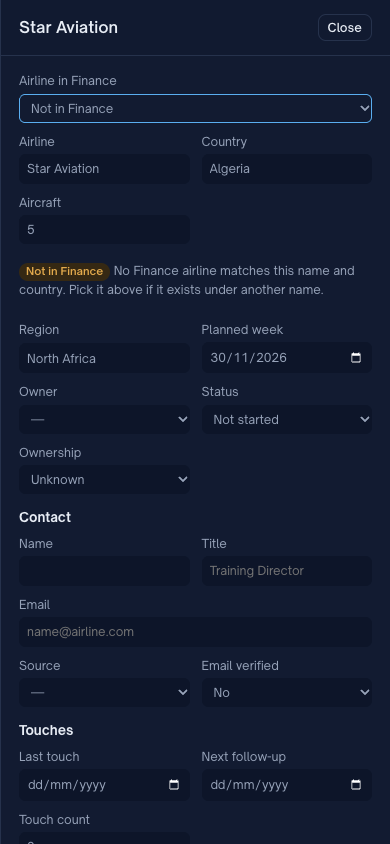 Star Aviation
Close
Airline in Finance
Not in Finance
Airline
Country
Star Aviation
Algeria
Aircraft
5
Not in Finance No Finance airline matches this name and
country. Pick it above if it exists under another name.
Region
Planned week
North Africa
30/11/2026
Owner
Status
—
Not started
Ownership
Unknown
Contact
Name
Title
Training Director
Email
name@airline.com
Source
Email verified
—
No
Touches
Last touch
Next follow-up
dd/mm/yyyy
dd/mm/yyyy
Touch count